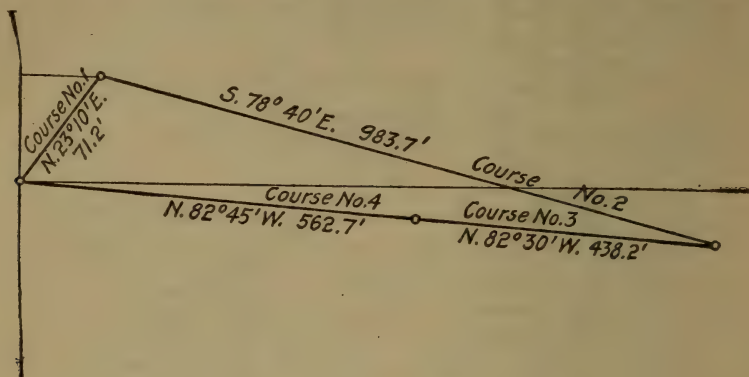 Course No.1
N.23°10'E.
71.2'
S. 78° 40'E. 983.7'
Course No.2
Course No.4
N. 82°45'W. 562.7'
Course No.3
N. 82°30'W. 438.2'